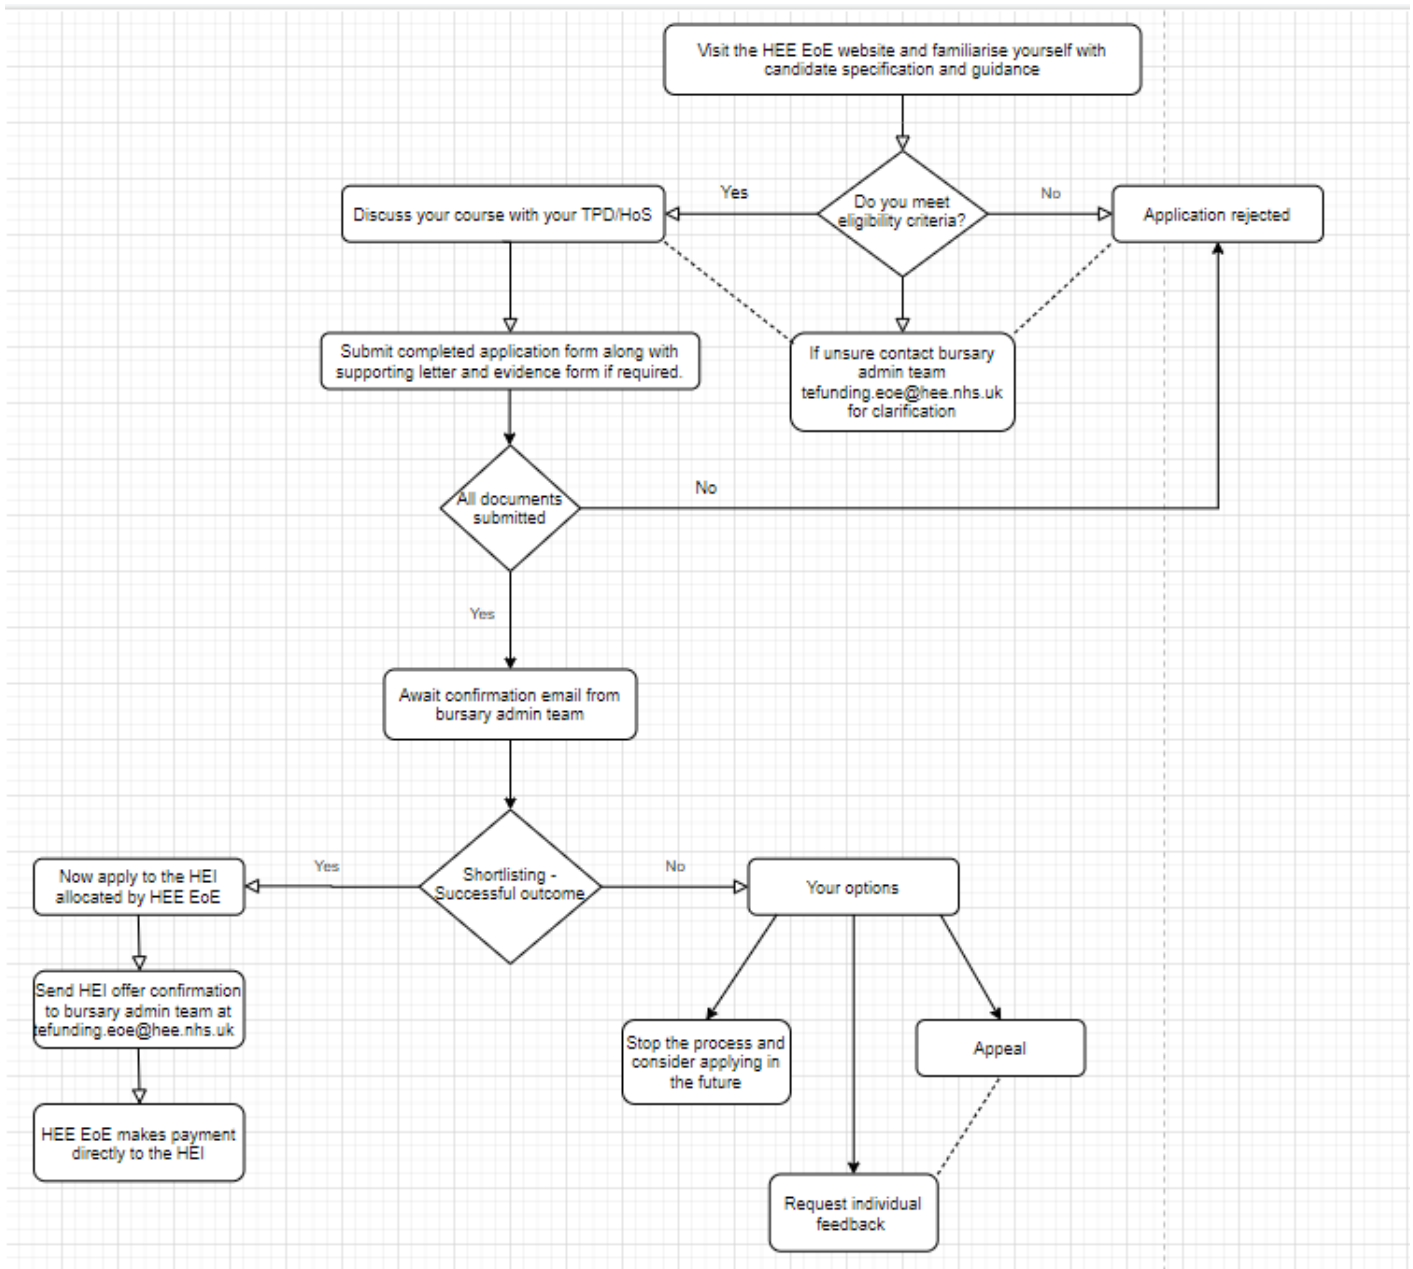 Visit the HEE EoE website and familiarise yourself with
candidate specification and guidance
Do you meet
eligibility criteria?
Yes
No
Discuss your course with your TPD/HoS
Application rejected
Submit completed application form along with
supporting letter and evidence form if required.
If unsure contact bursary
admin team
tefunding.eoe@hee.nhs.uk
for clarification
All documents
submitted
No
Yes
Await confirmation email from
bursary admin team
Shortlisting -
Successful outcome
Yes
No
Now apply to the HEI
allocated by HEE EoE
Your options
Send HEI offer confirmation
to bursary admin team at
tefunding.eoe@hee.nhs.uk
Stop the process and
consider applying in
the future
Appeal
HEE EoE makes payment
directly to the HEI
Request individual
feedback